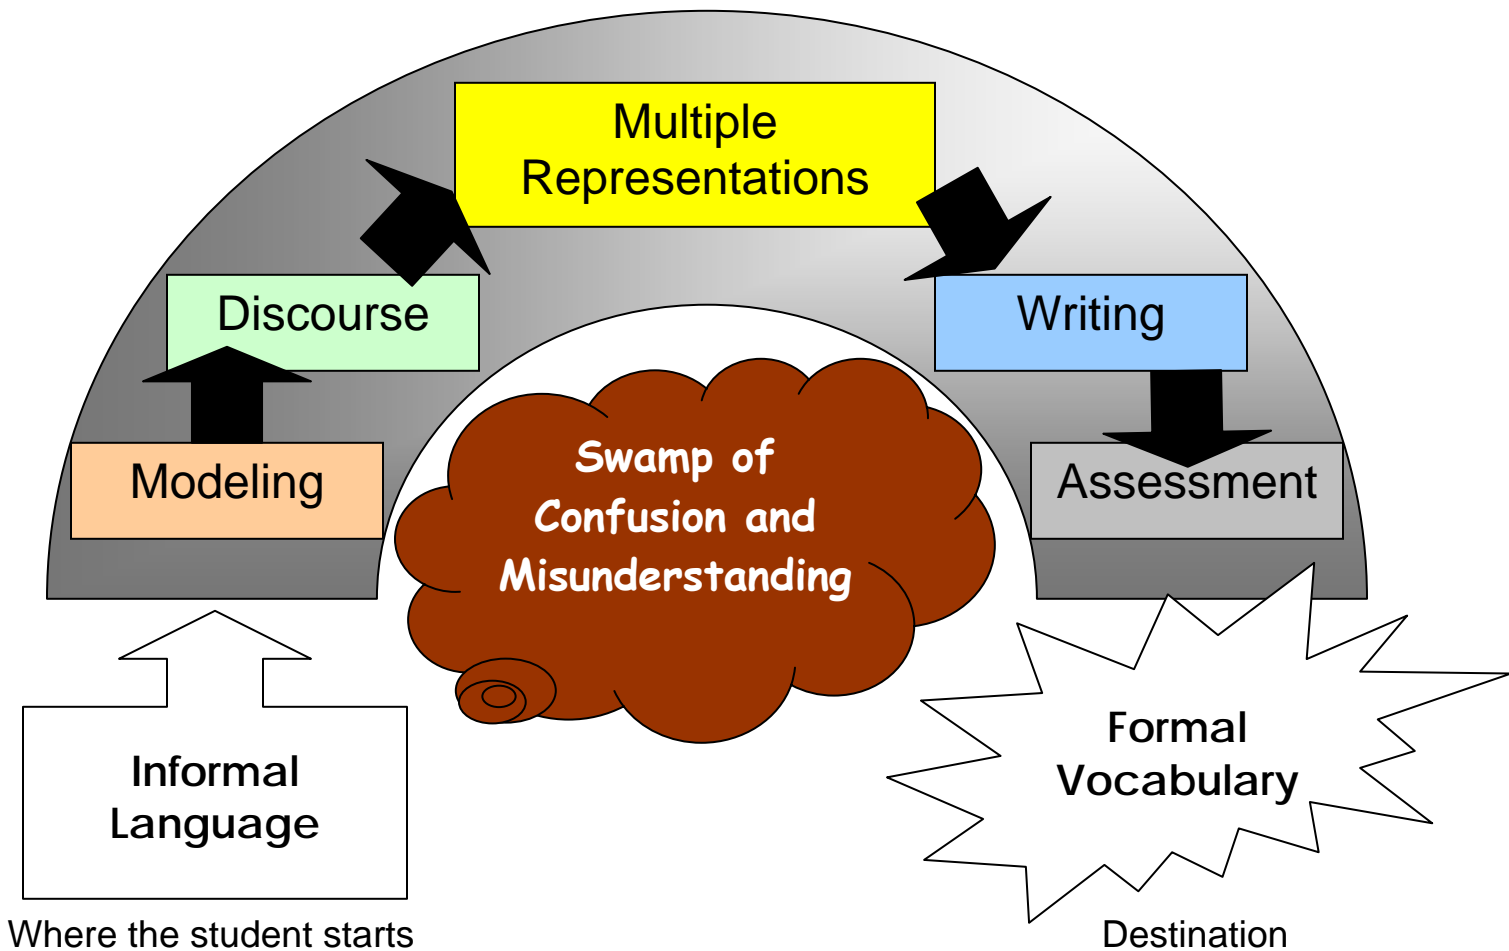 Multiple
Representations
Discourse
Writing
Modeling
Assessment
Swamp of
Confusion and
Misunderstanding
Informal
Language
Formal
Vocabulary
Where the student starts
Destination